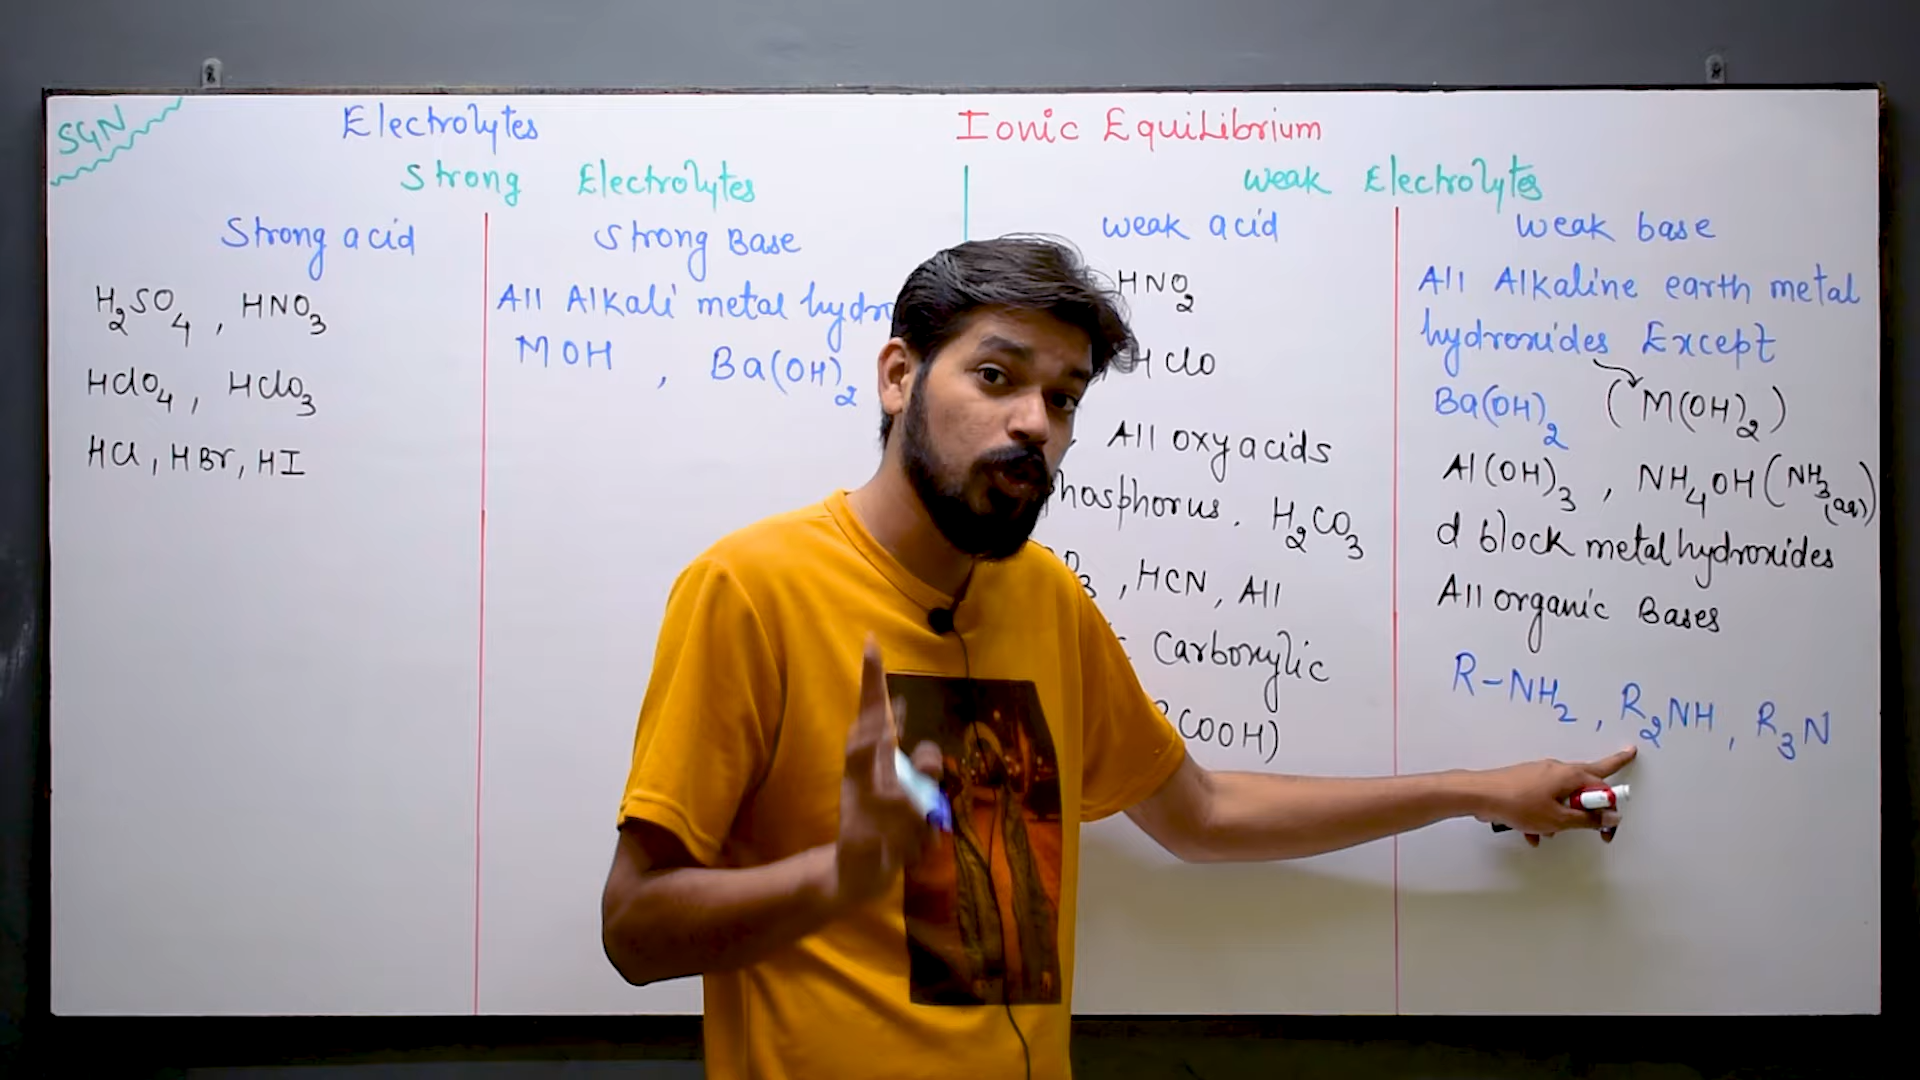 SGN
Electrolytes
Ionic EquiLibrium
Strong Electrolytes
weak Electrolytes
Strong acid
H₂SO₄, HNO₃
HClO₄, HClO₃
HCl, HBr, HI
Strong Base
All Alkali metal
MOH, Ba(OH)₂
weak acid
HNO₂
HClO
All oxyacids
H₂CO₃
, HCN, All
Carboxylic
COOH)
weak base
All Alkaline earth metal
hydroxides Except
Ba(OH)₂ (M(OH)₂)
Al(OH)₃, NH₄OH(NH₃(aq))
d block metal hydroxides
All organic Bases
R-NH₂, R₂NH, R₃N